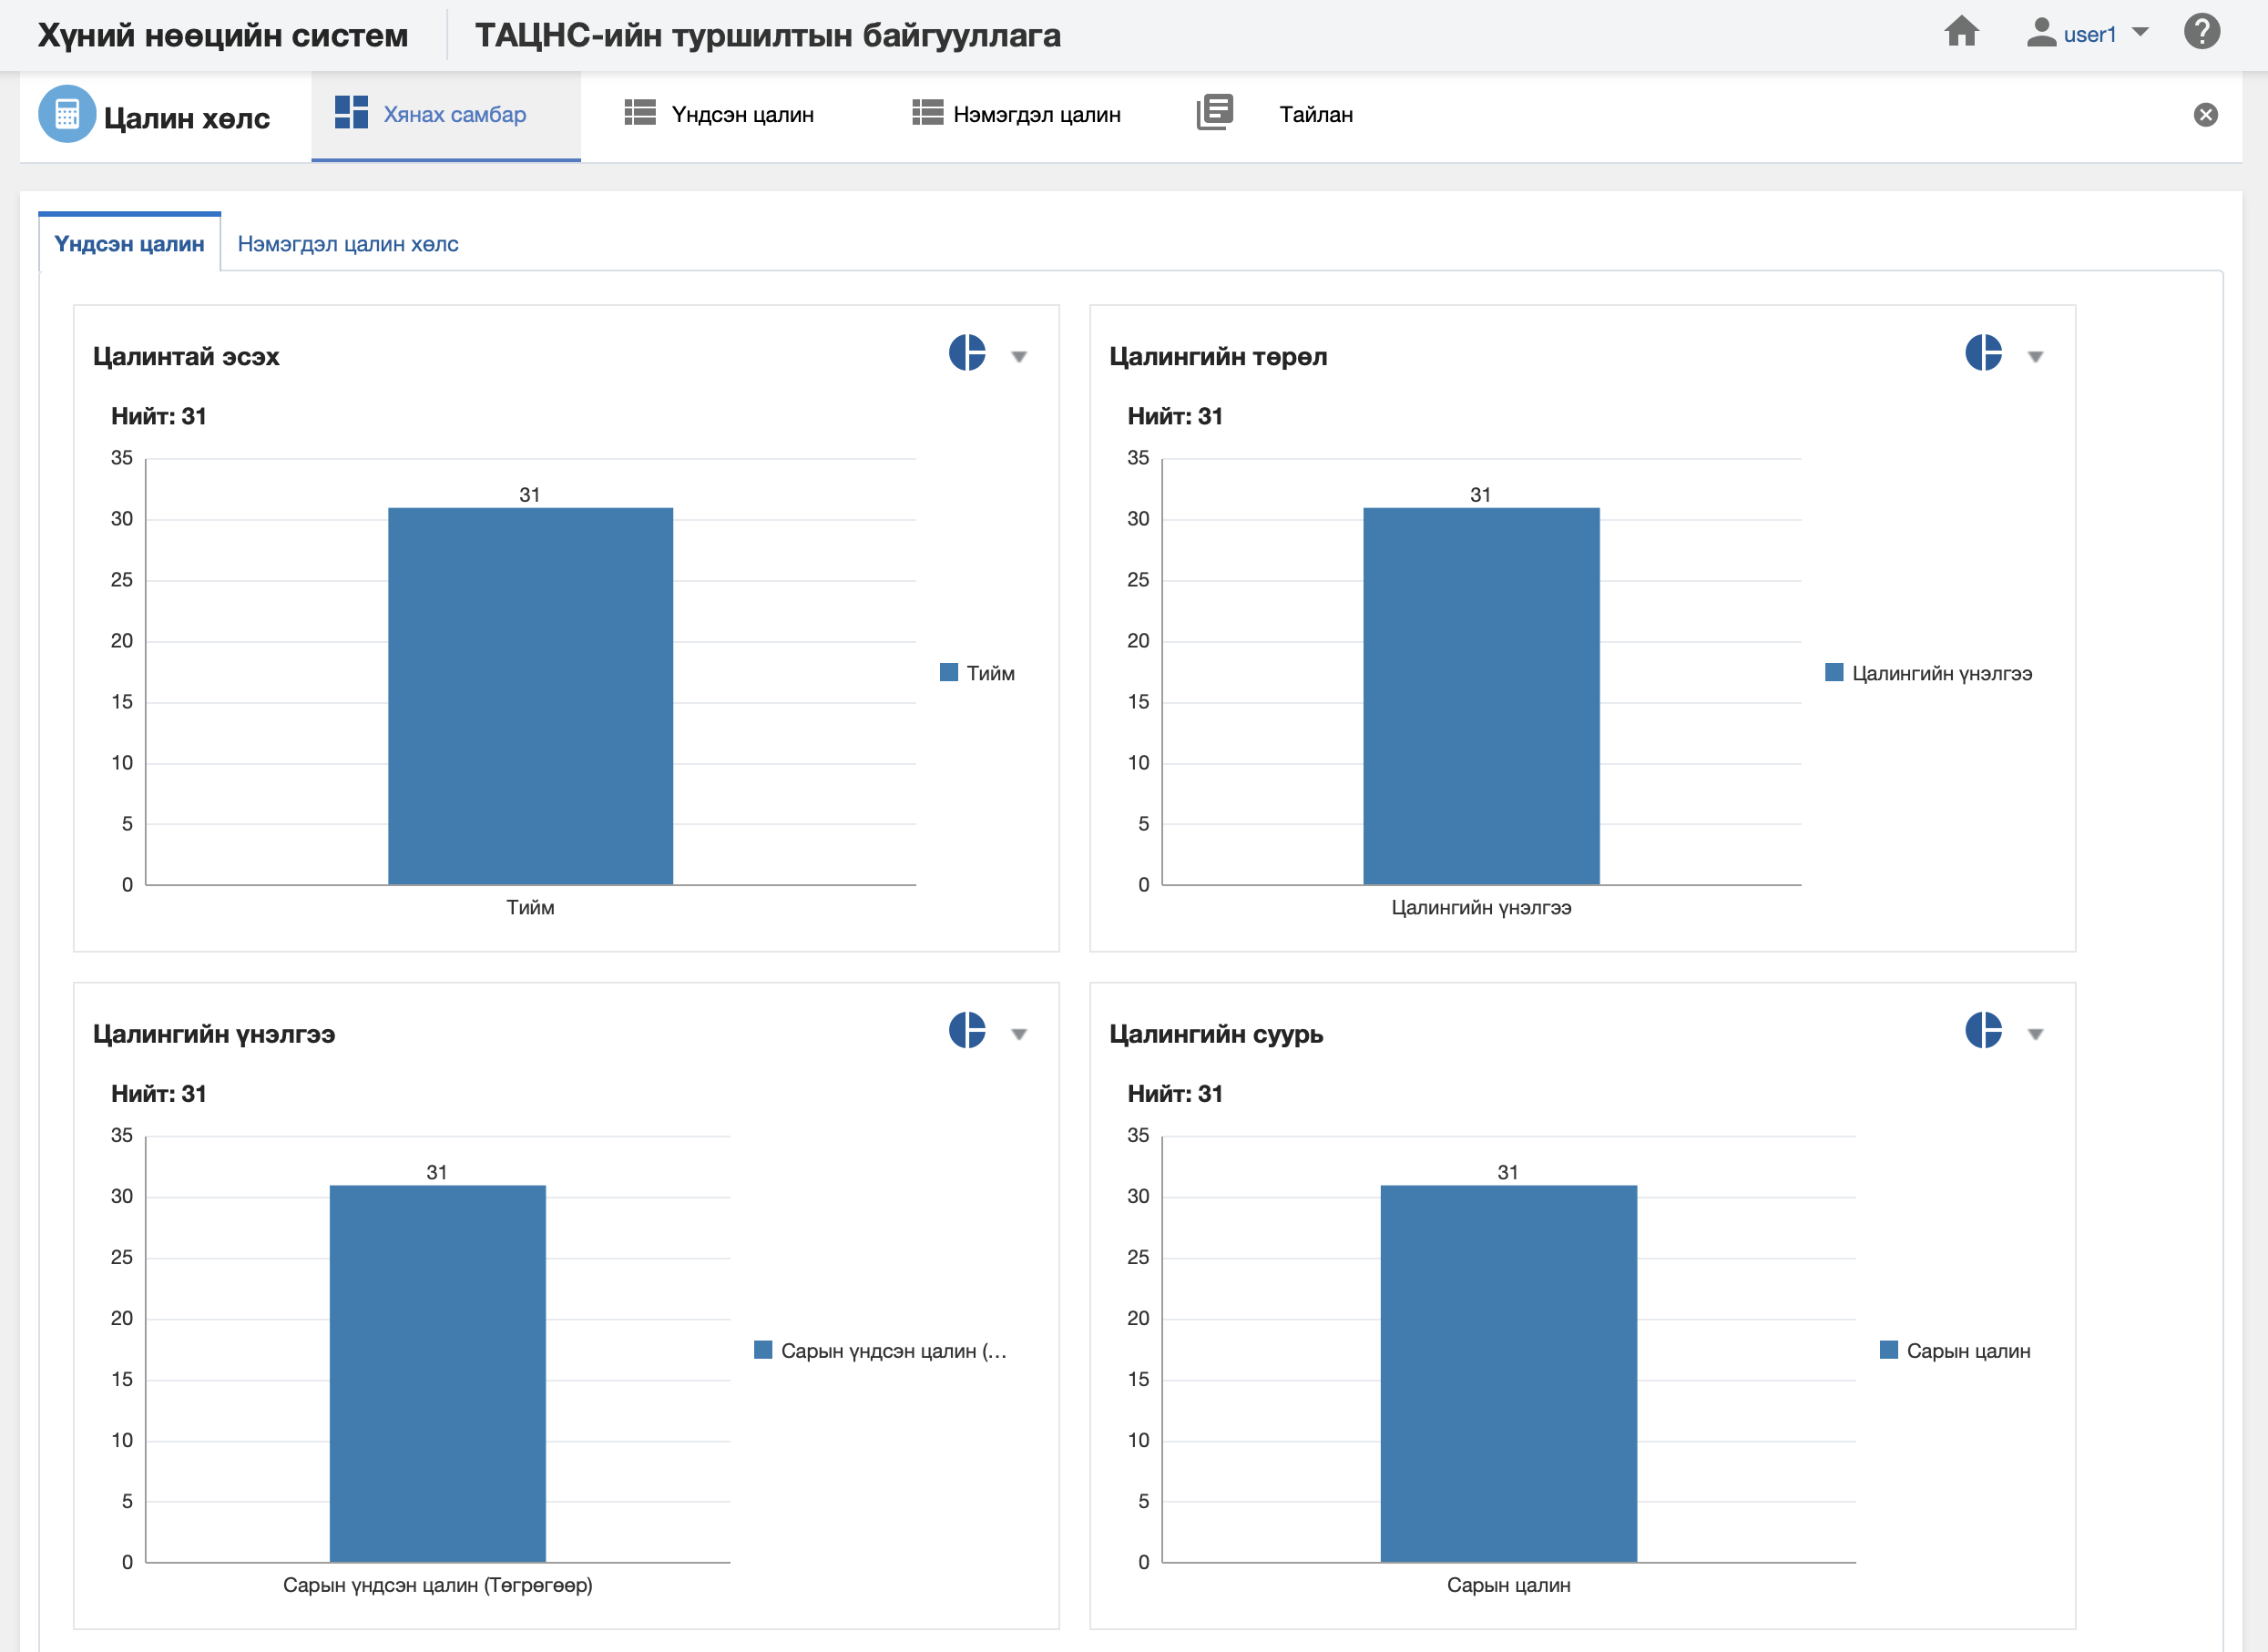 Хүний нөөцийн систем
ТАЦНС-ийн туршилтын байгууллага
user1
Цалин хөлс
Хянах самбар
Үндсэн цалин
Нэмэгдэл цалин
Тайлан
Үндсэн цалин
Нэмэгдэл цалин хөлс
Цалинтай эсэх
Нийт: 31
35
30
25
20
15
10
5
0
31
Тийм
Тийм
Цалингийн төрөл
Нийт: 31
35
30
25
20
15
10
5
0
31
Цалингийн үнэлгээ
Цалингийн үнэлгээ
Цалингийн үнэлгээ
Нийт: 31
35
30
25
20
15
10
5
0
31
Сарын үндсэн цалин (Төгрөгөөр)
Сарын үндсэн цалин (...
Цалингийн суурь
Нийт: 31
35
30
25
20
15
10
5
0
31
Сарын цалин
Сарын цалин